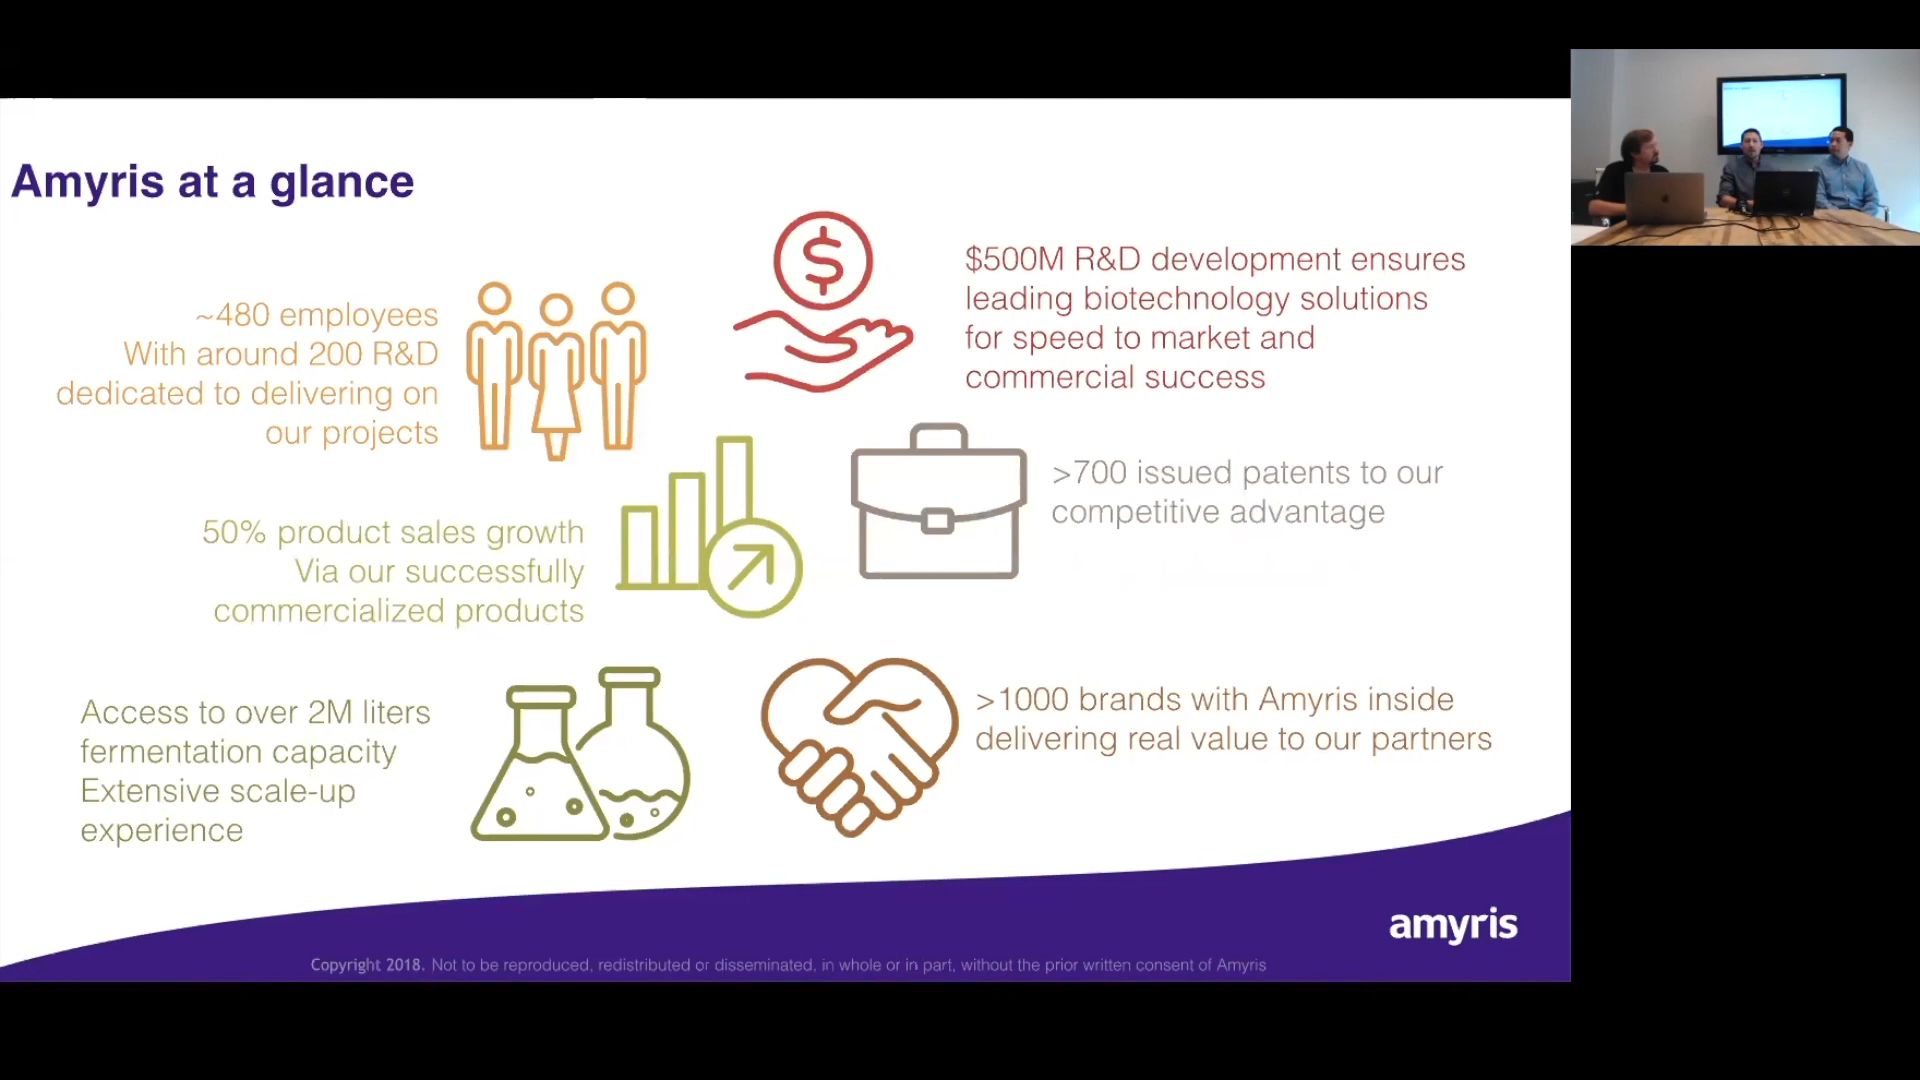 Amyris at a glance
~480 employees
With around 200 R&D
dedicated to delivering on
our projects
$
$500M R&D development ensures
leading biotechnology solutions
for speed to market and
commercial success
50% product sales growth
Via our successfully
commercialized products
>700 issued patents to our
competitive advantage
Access to over 2M liters
fermentation capacity
Extensive scale-up
experience
>1000 brands with Amyris inside
delivering real value to our partners
amyris
Copyright 2018. Not to be reproduced, redistributed or disseminated, in whole or in part, without the prior written consent of Amyris